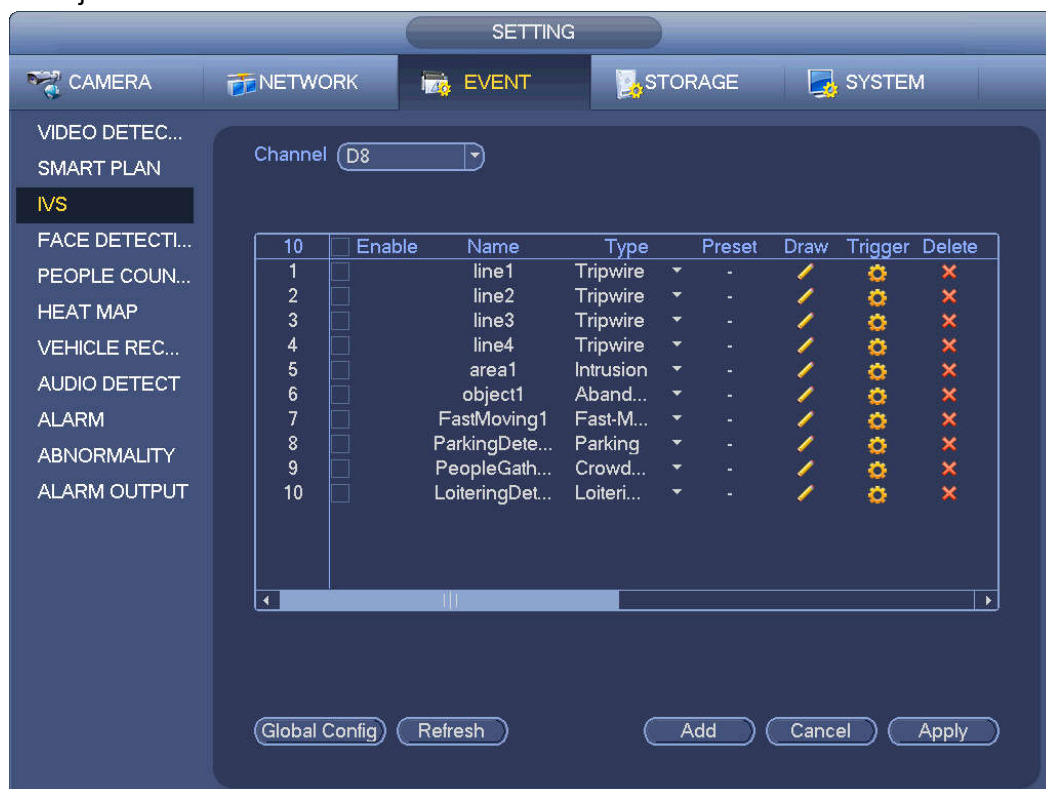 SETTING
CAMERA NETWORK EVENT STORAGE SYSTEM
VIDEO DETEC...
SMART PLAN
IVS
FACE DETECTI...
PEOPLE COUN...
HEAT MAP
VEHICLE REC...
AUDIO DETECT
ALARM
ABNORMALITY
ALARM OUTPUT
Channel D8
10 Enable Name Type Preset Draw Trigger Delete
1 line1 Tripwire -
2 line2 Tripwire -
3 line3 Tripwire -
4 line4 Tripwire -
5 area1 Intrusion -
6 object1 Aband... -
7 FastMoving1 Fast-M... -
8 ParkingDete... Parking -
9 PeopleGath... Crowd... -
10 LoiteringDet... Loiteri... -
Global Config Refresh Add Cancel Apply